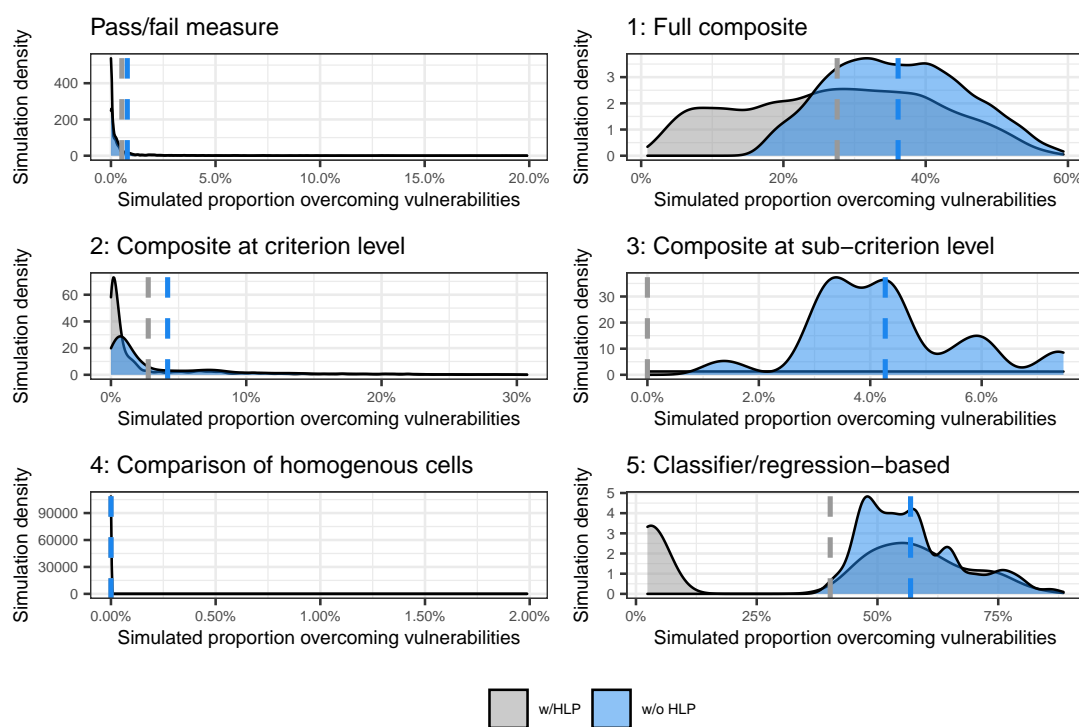 Pass/fail measure
Simulation density
400
200
0
0.0% 5.0% 10.0% 15.0% 20.0%
Simulated proportion overcoming vulnerabilities
1: Full composite
Simulation density
3
2
1
0
0% 20% 40% 60%
Simulated proportion overcoming vulnerabilities
2: Composite at criterion level
Simulation density
60
40
20
0
0% 10% 20% 30%
Simulated proportion overcoming vulnerabilities
3: Composite at sub−criterion level
Simulation density
30
20
10
0
0.0% 2.0% 4.0% 6.0%
Simulated proportion overcoming vulnerabilities
4: Comparison of homogenous cells
Simulation density
90000
60000
30000
0
0.00% 0.50% 1.00% 1.50% 2.00%
Simulated proportion overcoming vulnerabilities
5: Classifier/regression−based
Simulation density
5
4
3
2
1
0
0% 25% 50% 75%
Simulated proportion overcoming vulnerabilities
w/HLP w/o HLP